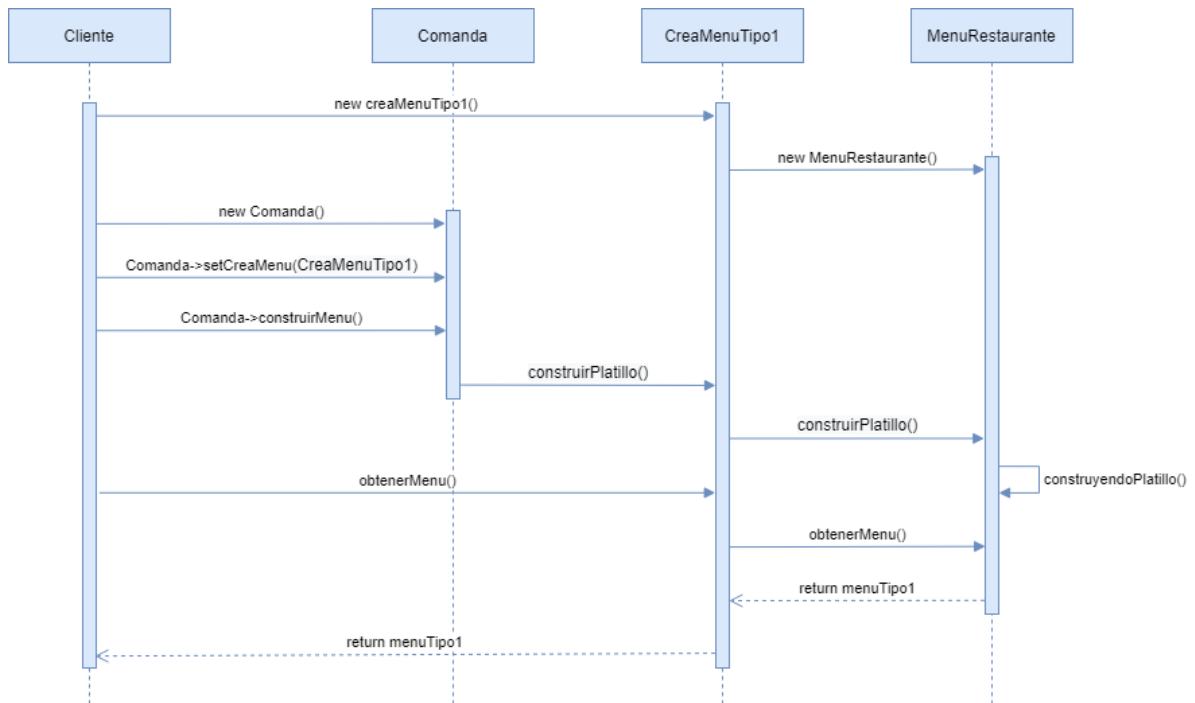 Cliente
Comanda
CreaMenuTipo1
MenuRestaurante
new creaMenuTipo1()
new MenuRestaurante()
new Comanda()
Comanda->setCreaMenu(CreaMenuTipo1)
Comanda->construirMenu()
construirPlatillo()
construirPlatillo()
construyendoPlatillo()
obtenerMenu()
obtenerMenu()
return menuTipo1
return menuTipo1